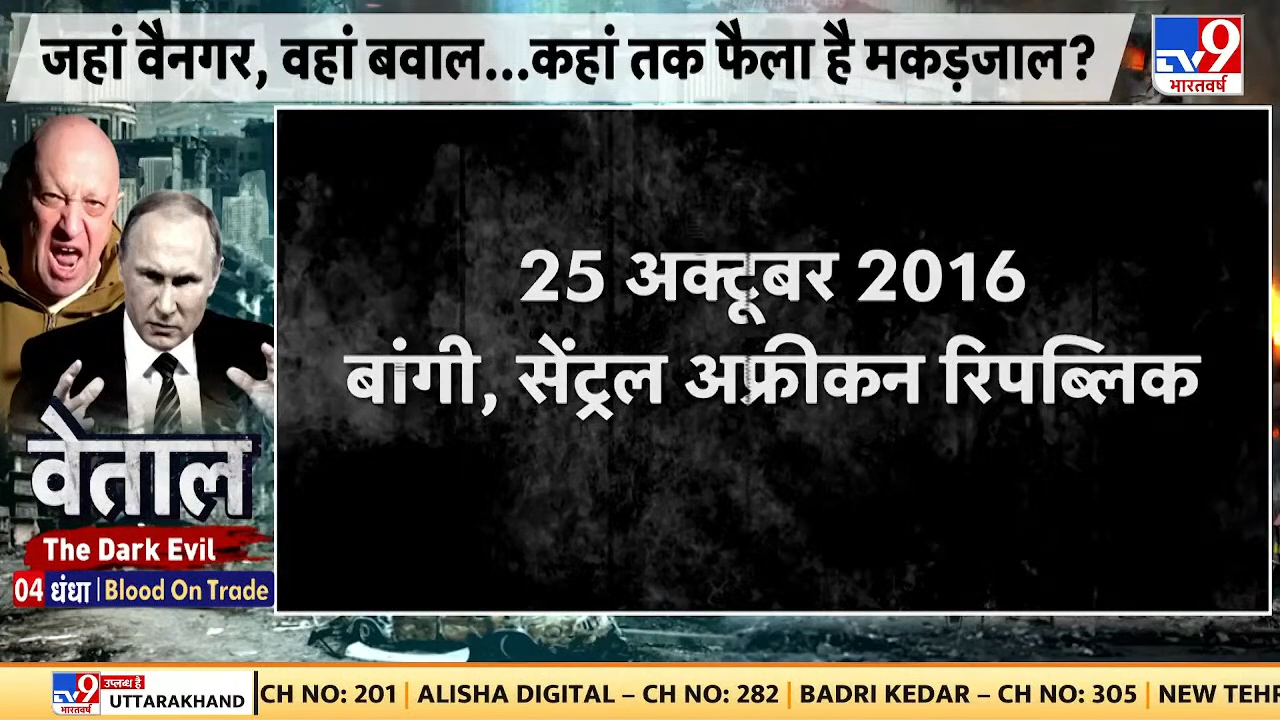 जहां वैनगर, वहां बवाल...कहां तक फैला है मकड़जाल?
TV9
भारतवर्ष
25 अक्टूबर 2016
बांगी, सेंट्रल अफ्रीकन रिपब्लिक
वेताल
The Dark Evil
04 धंधा | Blood On Trade
TV9
भारतवर्ष
उपलब्ध है
UTTARAKHAND
CH NO: 201 | ALISHA DIGITAL – CH NO: 282 | BADRI KEDAR – CH NO: 305 | NEW TEHR